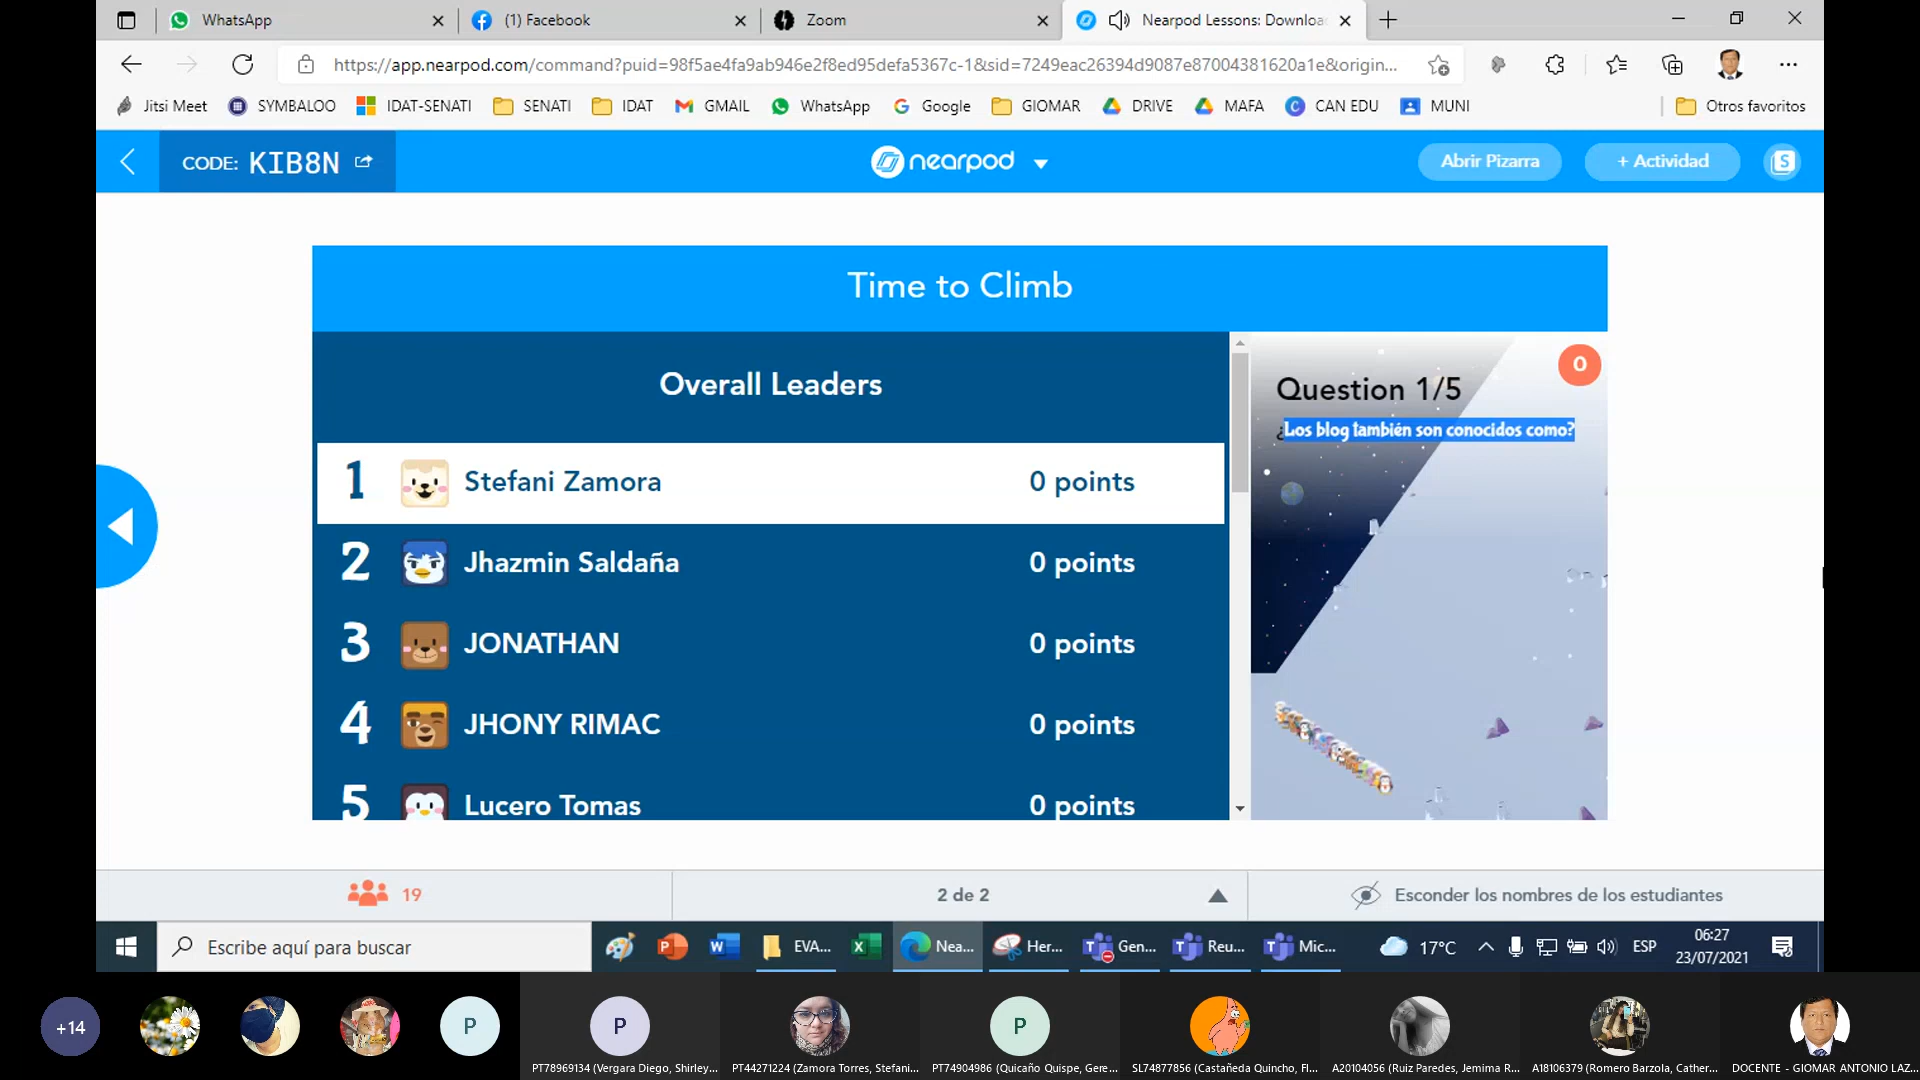 WhatsApp
(1) Facebook
Zoom
Nearpod Lessons: Downloa
https://app.nearpod.com/command?puid=98f5ae4fa9ab946e2f8ed95defa5367c-1&sid=7249eac26394d9087e87004381620a1e&origin...
Jitsi Meet SYMBALOO IDAT-SENATI SENATI IDAT GMAIL WhatsApp Google GIOMAR DRIVE MAFA CAN EDU MUNI Otros favoritos
CODE: KIB8N
nearpod
Abrir Pizarra
+ Actividad
S
Time to Climb
Overall Leaders
1 Stefani Zamora 0 points
2 Jhazmin Saldaña 0 points
3 JONATHAN 0 points
4 JHONY RIMAC 0 points
5 Lucero Tomas 0 points
0
Question 1/5
¿Los blog también son conocidos como?
19
2 de 2
Esconder los nombres de los estudiantes
Escribe aquí para buscar
EVA...
Nea...
Her...
Gen...
Reu...
Mic...
17°C
ESP
06:27
23/07/2021
+14
P
P
P
PT78969134 (Vergara Diego, Shirley...
PT44271224 (Zamora Torres, Stefani...
PT74904986 (Quicaño Quispe, Gere...
SL74877856 (Castañeda Quincho, Fl...
A20104056 (Ruiz Paredes, Jemima R...
A18106379 (Romero Barzola, Cather...
DOCENTE - GIOMAR ANTONIO LAZ...